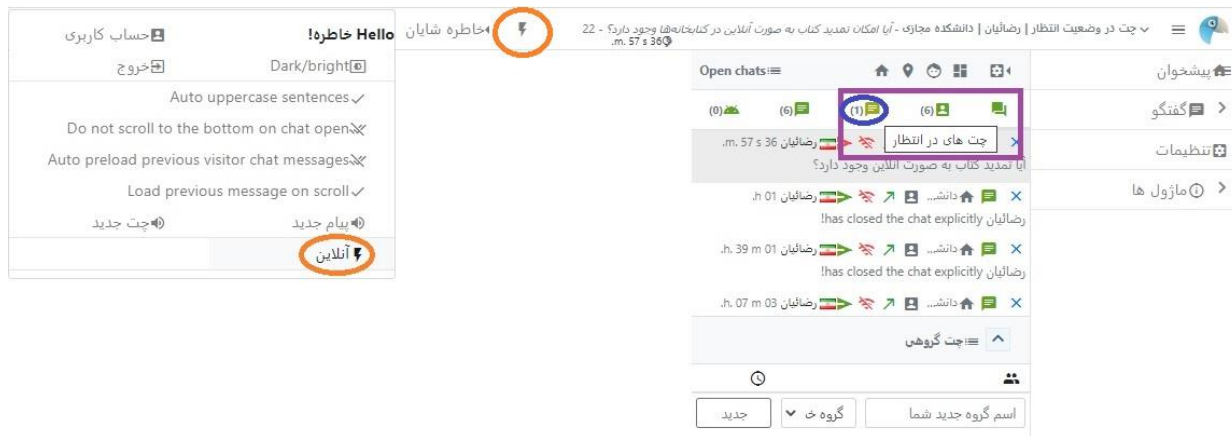 چت در وضعیت انتظار | رضائیان | دانشکده مجازی - آیا امکان تمدید کتاب به صورت آنلاین در کتابخانه‌ها وجود دارد؟ - 22
.m. 57 s 36
خاطره شایان
Hello خاطره!
حساب کاربری
Dark/bright
خروج
Auto uppercase sentences
Do not scroll to the bottom on chat open
Auto preload previous visitor chat messages
Load previous message on scroll
پیام جدید
چت جدید
آنلاین
پیشخوان
گفتگو
تنظیمات
ماژول ها
Open chats
(6)
(1)
(6)
(0)
چت های در انتظار
رضائیان 36 m. 57 s.
آیا تمدید کتاب به صورت آنلاین وجود دارد؟
دانش... رضائیان 01 h.
رضائیان has closed the chat explicitly!
دانش... رضائیان 01 h. 39 m.
رضائیان has closed the chat explicitly!
دانش... رضائیان 03 h. 07 m.
چت گروهی
اسم گروه جدید شما
گروه خ
جدید